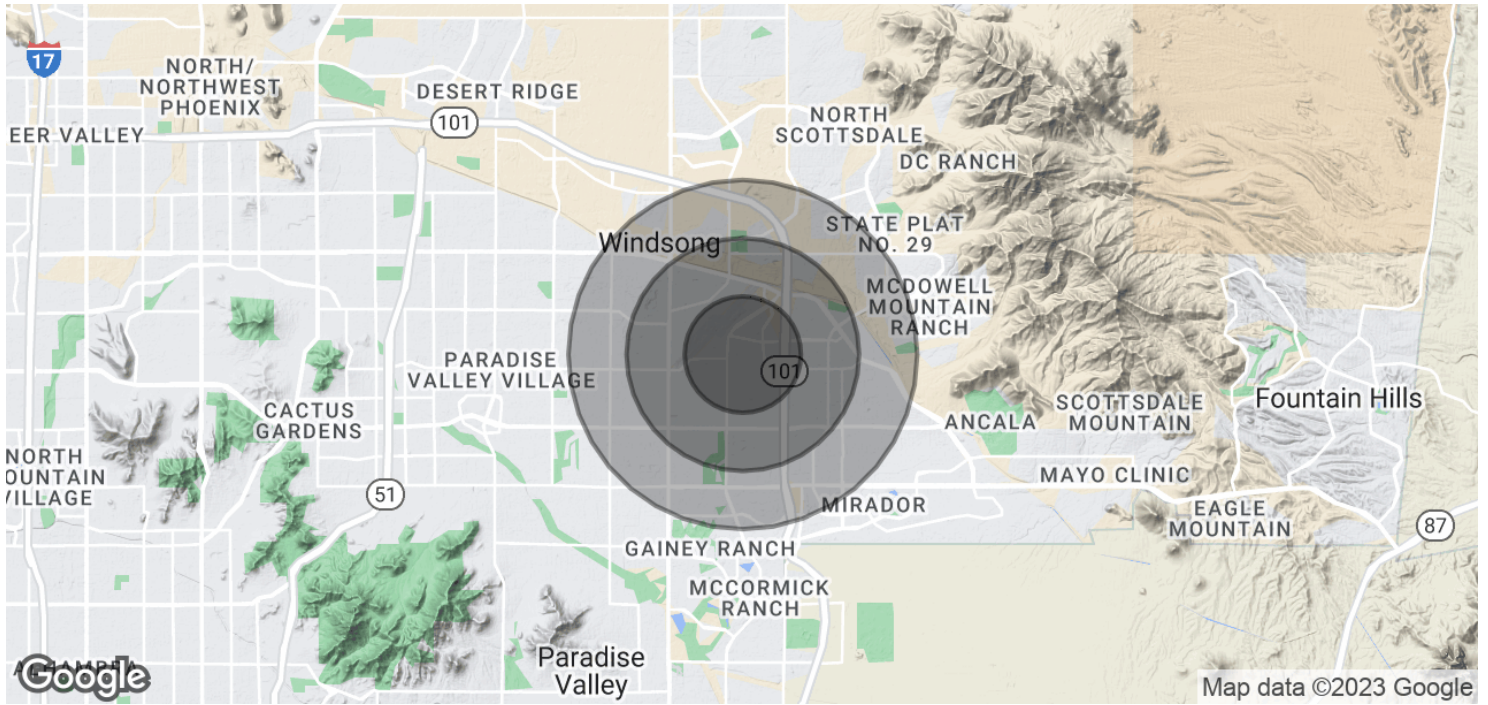 17
NORTH/
NORTHWEST
PHOENIX
DESERT RIDGE
101
EER VALLEY
NORTH
SCOTTSDALE
DC RANCH
STATE PLAT
NO. 29
Windsong
MCDOWELL
MOUNTAIN
RANCH
PARADISE
VALLEY VILLAGE
101
CACTUS
GARDENS
ANCALA
SCOTTSDALE
MOUNTAIN
Fountain Hills
NORTH
OUNTAIN
VILLAGE
51
MAYO CLINIC
MIRADOR
EAGLE
MOUNTAIN
87
GAINEY RANCH
MCCORMICK
RANCH
Paradise
Valley
ALHAMBRA
Google
Map data ©2023 Google